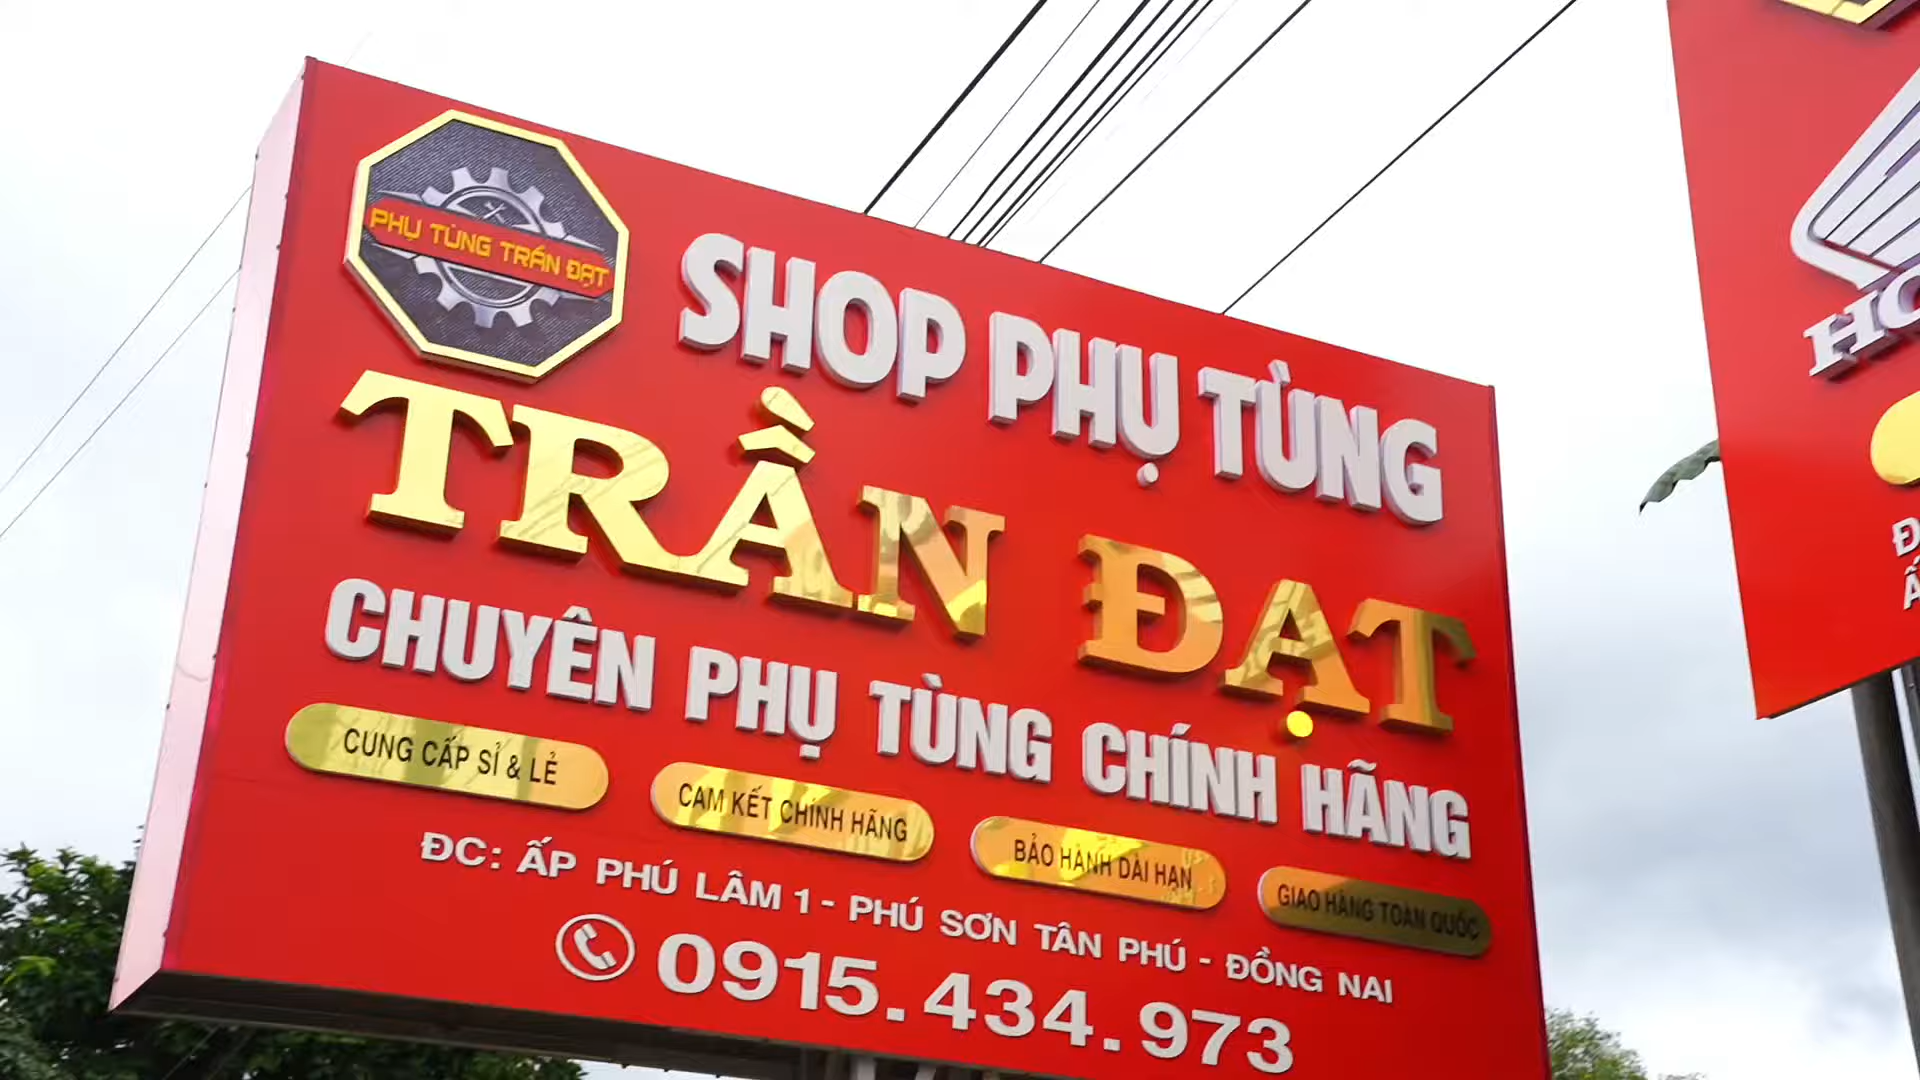 PHỤ TÙNG TRẦN ĐẠT
SHOP PHỤ TÙNG
TRẦN ĐẠT
CHUYÊN PHỤ TÙNG CHÍNH HÃNG
CUNG CẤP SỈ & LẺ
CAM KẾT CHÍNH HÃNG
BẢO HÀNH DÀI HẠN
GIAO HÀNG TOÀN QUỐC
ĐC: ẤP PHÚ LÂM 1 - PHÚ SƠN TÂN PHÚ - ĐỒNG NAI
0915.434.973